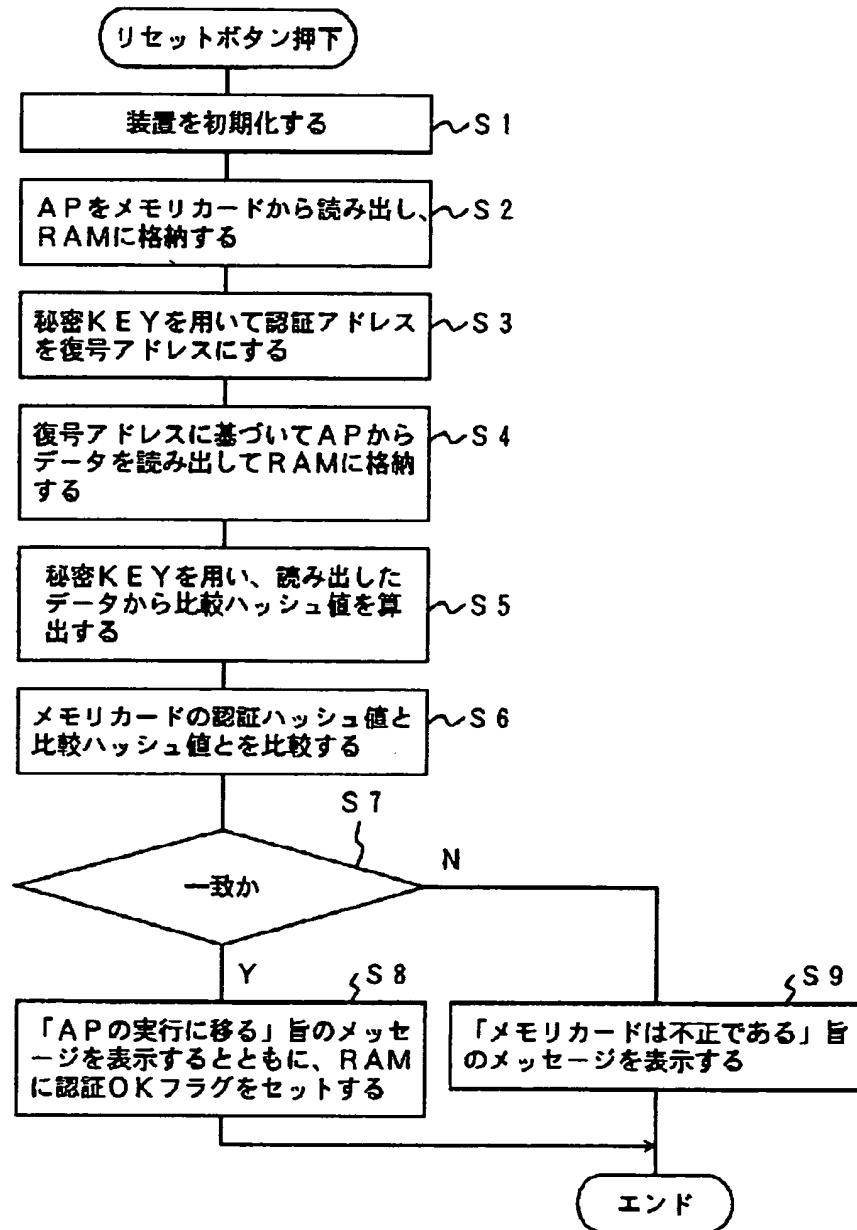 リセットボタン押下
装置を初期化する
S1
APをメモリカードから読み出し、
RAMに格納する
S2
秘密KEYを用いて認証アドレス
を復号アドレスにする
S3
復号アドレスに基づいてAPから
データを読み出してRAMに格納
する
S4
秘密KEYを用い、読み出した
データから比較ハッシュ値を算
出する
S5
メモリカードの認証ハッシュ値と
比較ハッシュ値とを比較する
S6
S7
一致か
N
Y
S8
「APの実行に移る」旨のメッセ
ージを表示するとともに、RAM
に認証OKフラグをセットする
S9
「メモリカードは不正である」旨
のメッセージを表示する
エンド